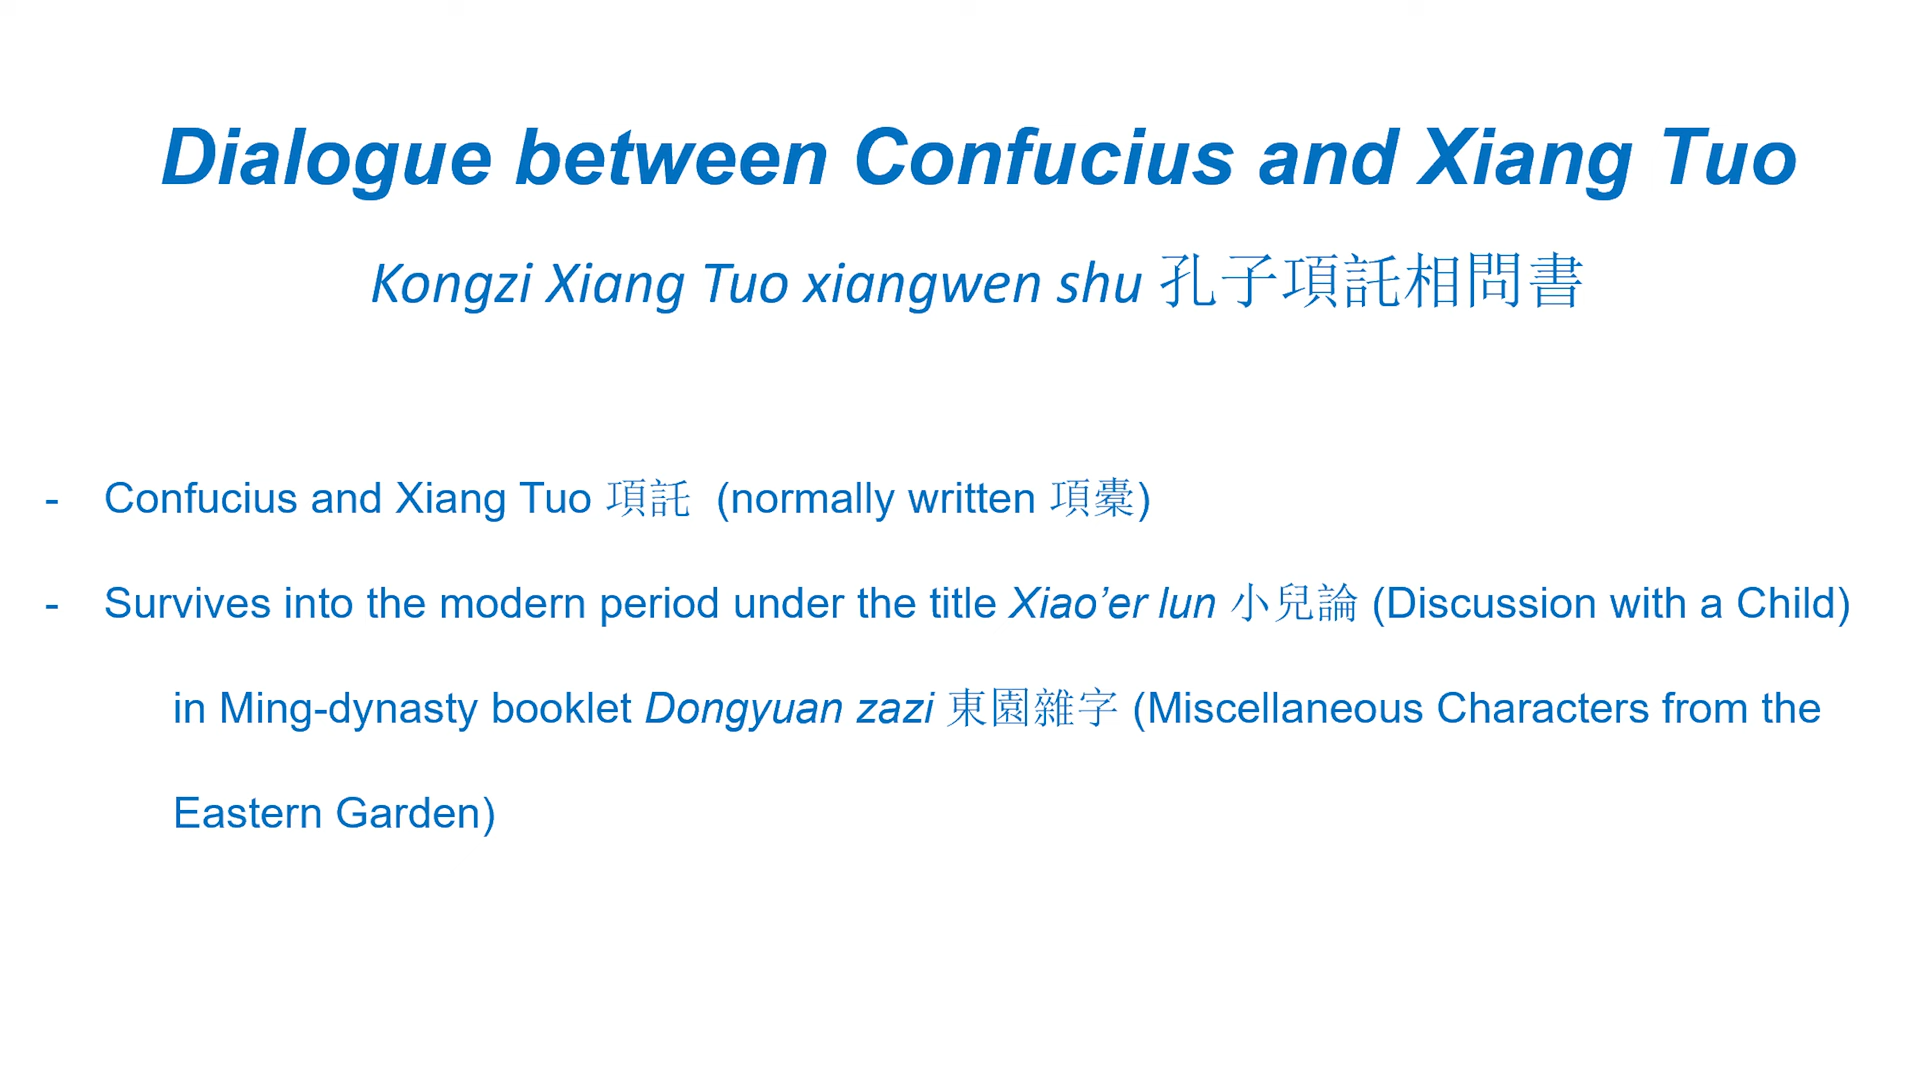 Dialogue between Confucius and Xiang Tuo
Kongzi Xiang Tuo xiangwen shu 孔子項託相問書
- Confucius and Xiang Tuo 項託 (normally written 項橐)
- Survives into the modern period under the title Xiao’er lun 小兒論 (Discussion with a Child)
in Ming-dynasty booklet Dongyuan zazi 東園雜字 (Miscellaneous Characters from the
Eastern Garden)